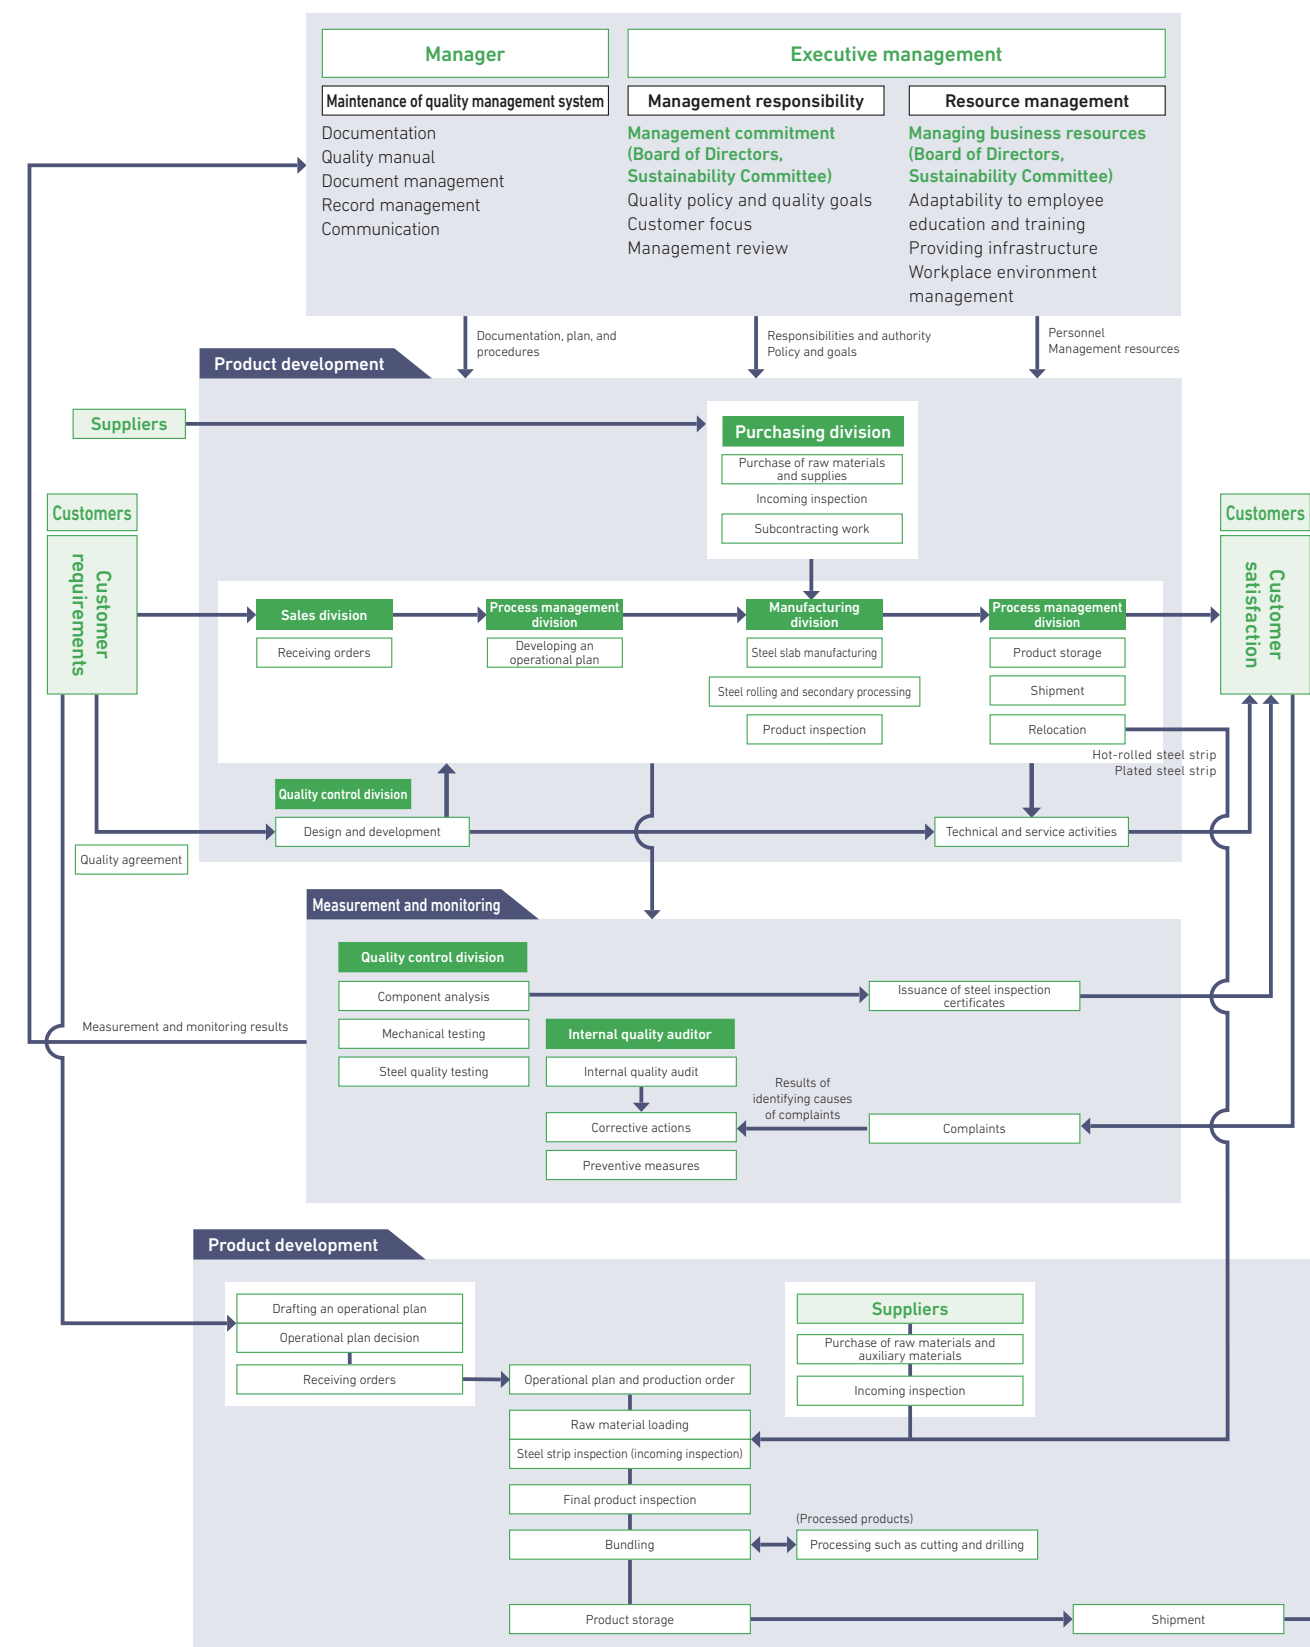 Manager
Executive management
Maintenance of quality management system
Documentation
Quality manual
Document management
Record management
Communication
Management responsibility
Management commitment
(Board of Directors,
Sustainability Committee)
Quality policy and quality goals
Customer focus
Management review
Resource management
Managing business resources
(Board of Directors,
Sustainability Committee)
Adaptability to employee
education and training
Providing infrastructure
Workplace environment
management
Documentation, plan, and
procedures
Responsibilities and authority
Policy and goals
Personnel
Management resources
Product development
Suppliers
Purchasing division
Purchase of raw materials
and supplies
Incoming inspection
Subcontracting work
Customers
Customer
requirements
Customers
Customer
satisfaction
Sales division
Receiving orders
Process management
division
Developing an
operational plan
Manufacturing
division
Steel slab manufacturing
Steel rolling and secondary processing
Product inspection
Process management
division
Product storage
Shipment
Relocation
Hot-rolled steel strip
Plated steel strip
Quality control division
Design and development
Technical and service activities
Quality agreement
Measurement and monitoring
Quality control division
Component analysis
Mechanical testing
Steel quality testing
Issuance of steel inspection
certificates
Measurement and monitoring results
Internal quality auditor
Internal quality audit
Corrective actions
Preventive measures
Results of
identifying causes
of complaints
Complaints
Product development
Drafting an operational plan
Operational plan decision
Receiving orders
Suppliers
Purchase of raw materials and
auxiliary materials
Incoming inspection
Operational plan and production order
Raw material loading
Steel strip inspection (incoming inspection)
Final product inspection
Bundling
(Processed products)
Processing such as cutting and drilling
Product storage
Shipment